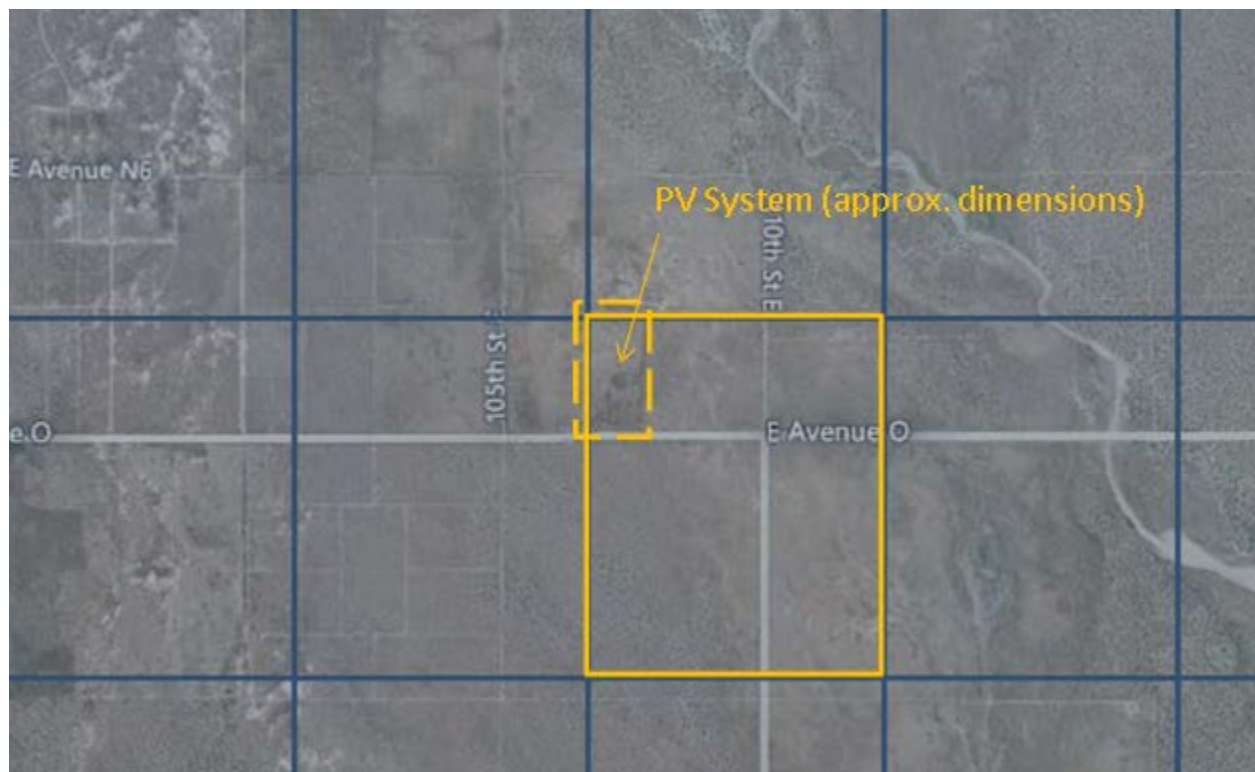 E Avenue N6
PV System (approx. dimensions)
10th St E
105th St E
e O
E Avenue O